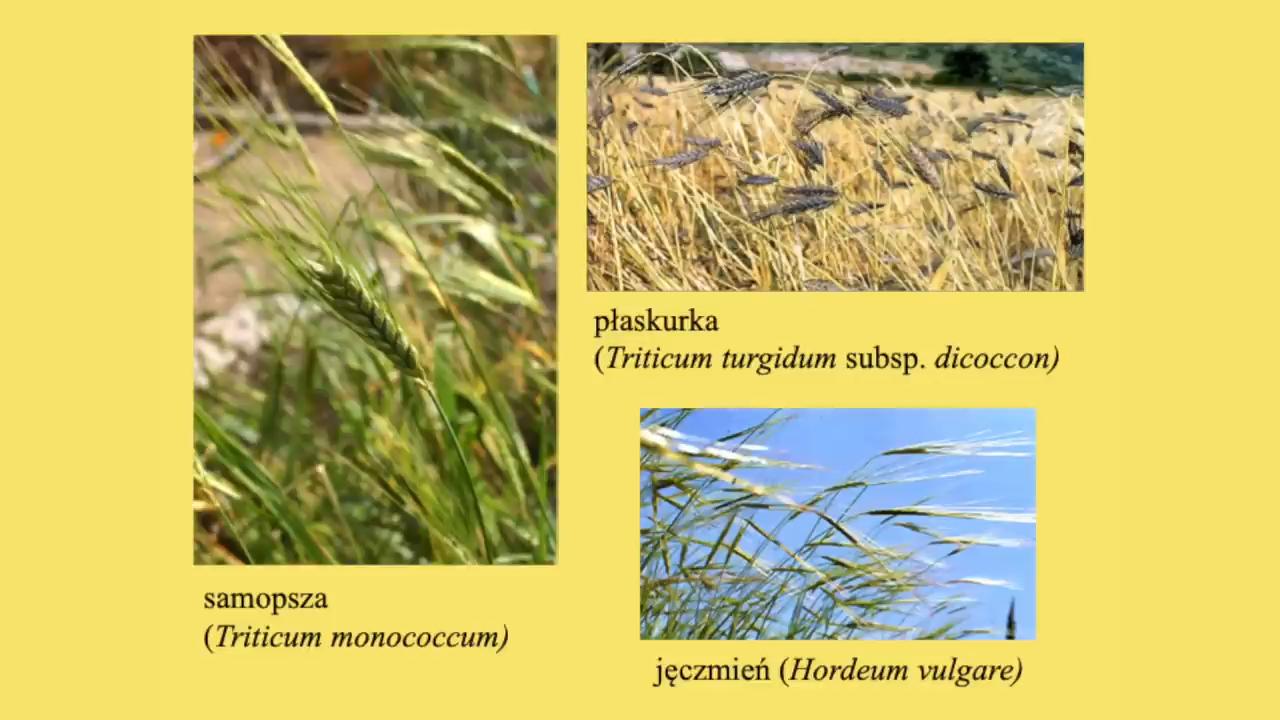 płaskurka
(Triticum turgidum subsp. dicoccon)
samopsza
(Triticum monococcum)
jęczmień (Hordeum vulgare)